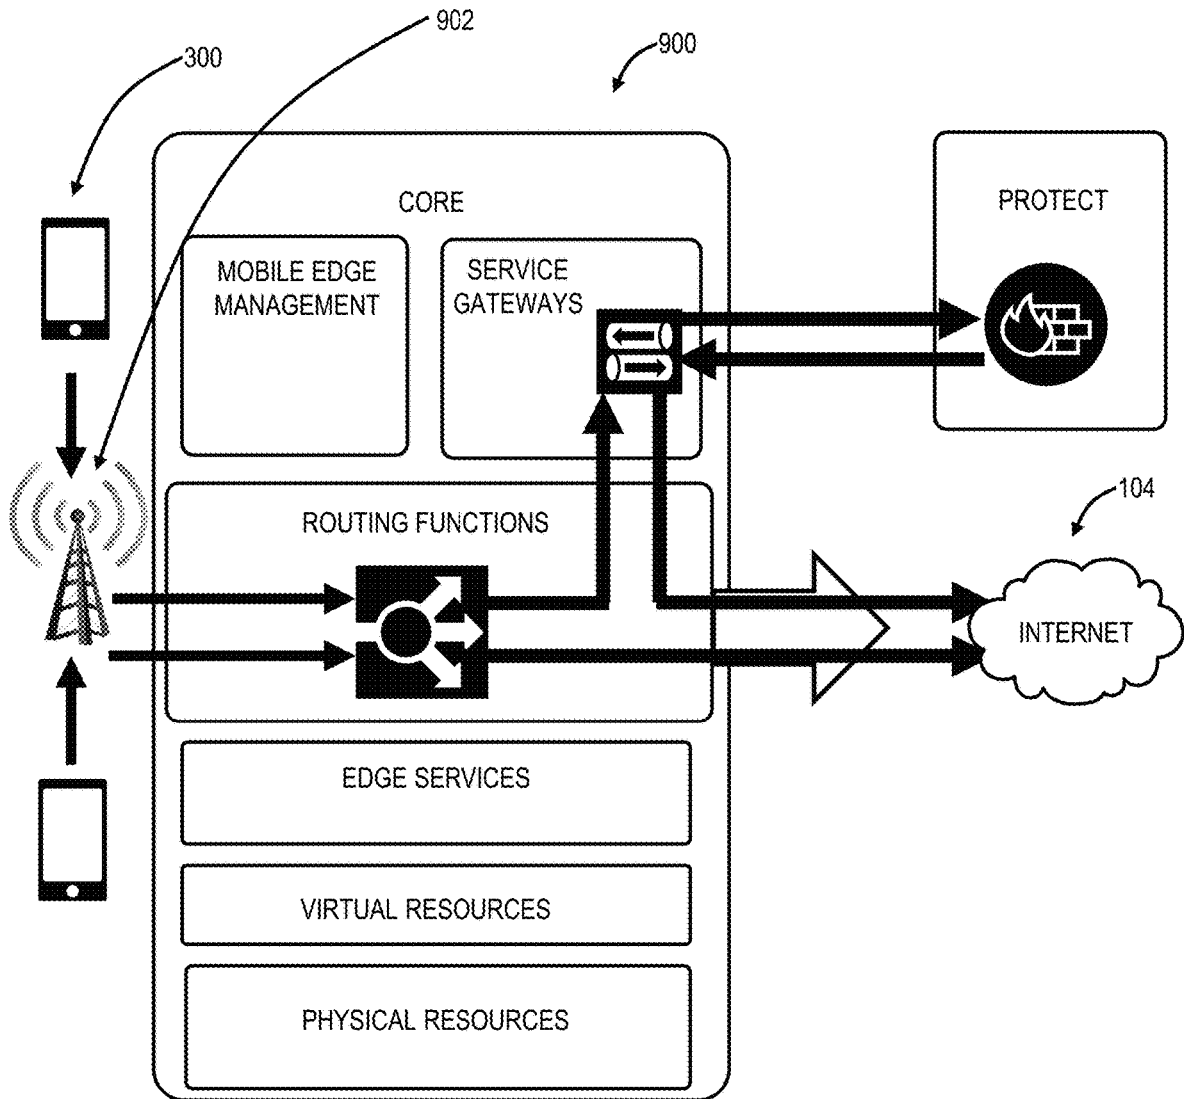 902
300
900
CORE
PROTECT
MOBILE EDGE
MANAGEMENT
SERVICE
GATEWAYS
104
ROUTING FUNCTIONS
INTERNET
EDGE SERVICES
VIRTUAL RESOURCES
PHYSICAL RESOURCES